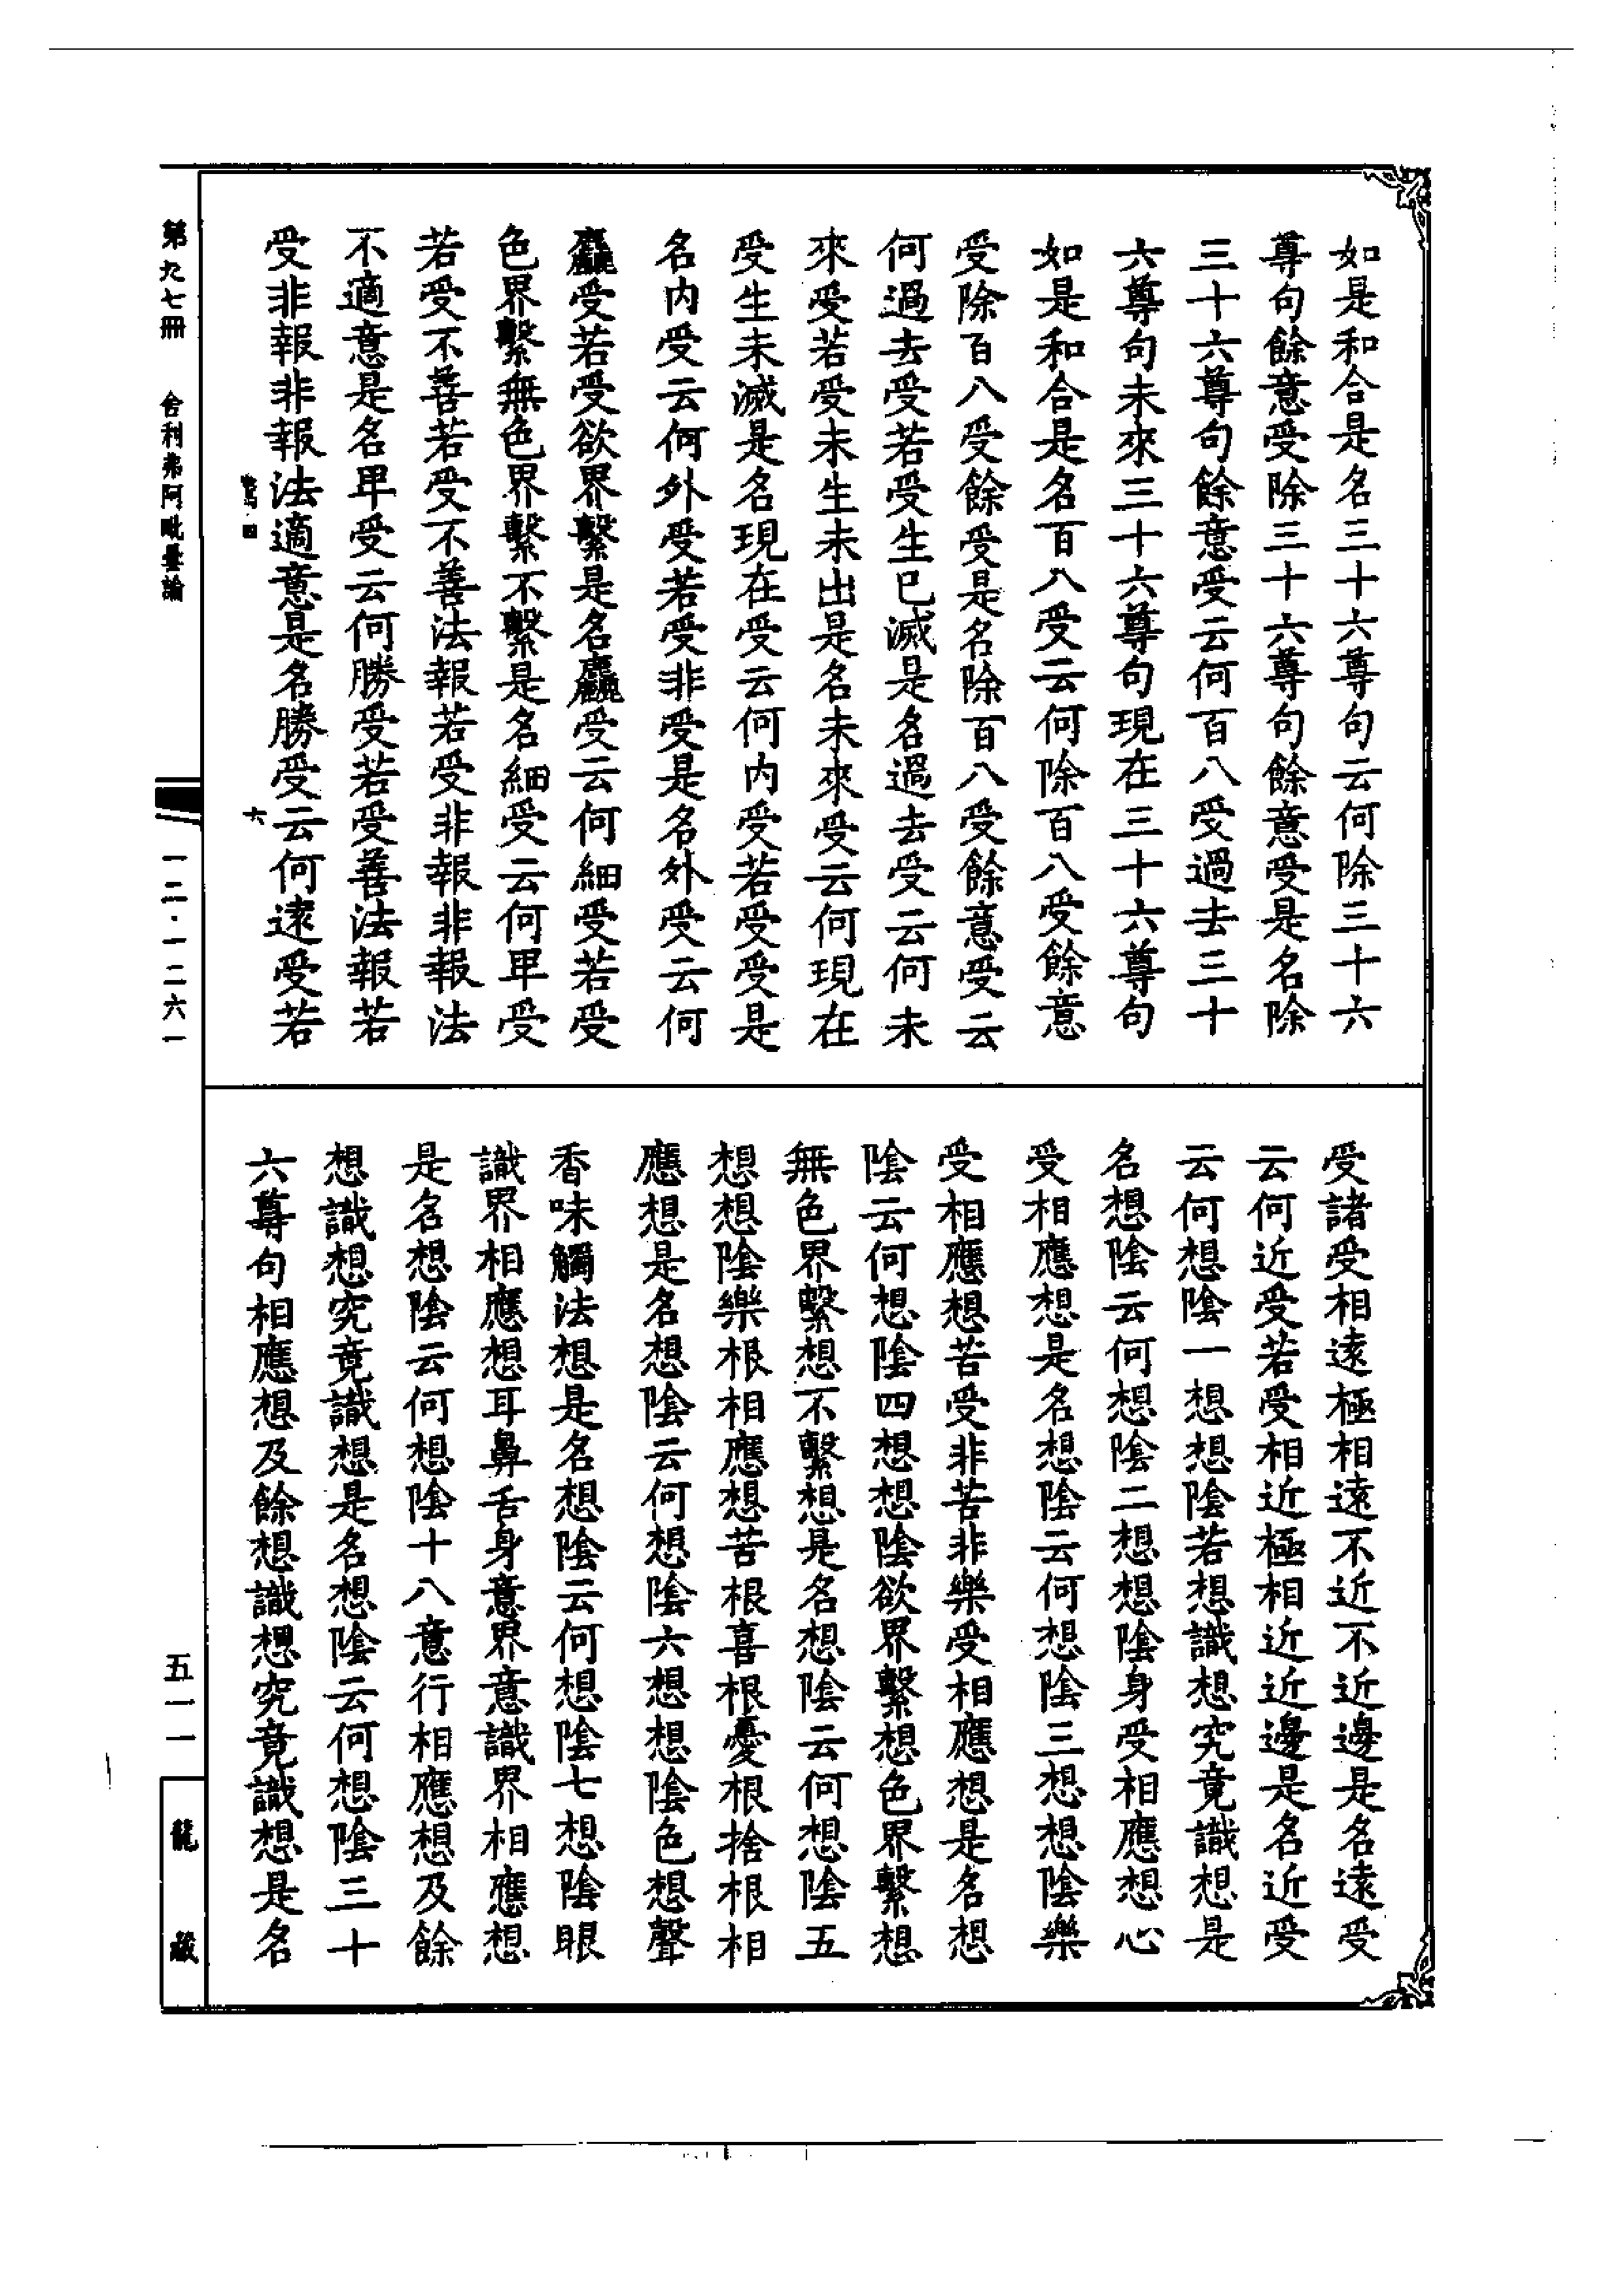 如是和合是名三十六尊句云何除三十六
尊句餘意受除三十六尊句餘意受是名除
三十六尊句餘意受云何百八受過去三十
六尊句未來三十六尊句現在三十六尊句
如是和合是名百八受云何除百八受餘意
受除百八受餘受是名除百八受餘意受云
何過去受若受生已滅是名過去受云何未
來受若受未生未出是名未來受云何現在
受生未滅是名現在受云何內受若受受是
名內受云何外受若受非受是名外受云何
麤受若受欲界繫是名麤受云何細受若受
色界繫無色界繫不繫是名細受云何卑受
若受不善若受不善法報若受非報非報法
不適意是名卑受云何勝受若受善法報若
受非報非報法適意是名勝受云何遠受若
六
受諸受相遠極相遠不近不近邊是名遠受
云何近受若受相近極相近近邊是名近受
云何想陰一想想陰若想識想究竟識想是
名想陰云何想陰二想想陰身受相應想心
受相應想是名想陰云何想陰三想想陰樂
受相應想苦受非苦非樂受相應想是名想
陰云何想陰四想想陰欲界繫想色界繫想
無色界繫想不繫想是名想陰云何想陰五
想想陰樂根相應想苦根喜根憂根捨根相
應想是名想陰云何想陰六想想陰色想聲
香味觸法想是名想陰云何想陰七想陰眼
識界相應想耳鼻舌身意界意識界相應想
是名想陰云何想陰十八意行相應想及餘
想識想究竟識想是名想陰云何想陰三十
六尊句相應想及餘想識想究竟識想是名
第九七冊　舍利弗阿毗曇論
一二·一二六一
五一一
龍藏